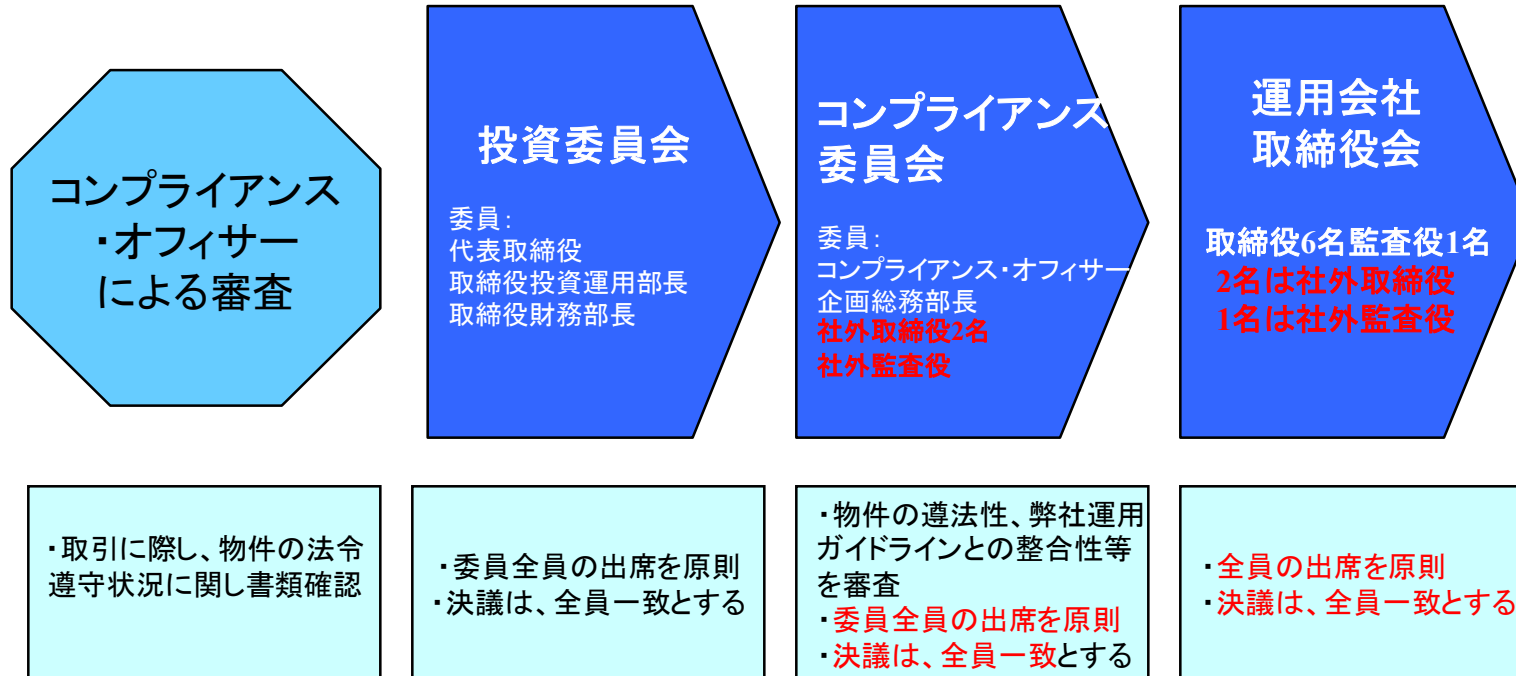 コンプライアンス
・オフィサー
による審査
投資委員会
委員：
代表取締役
取締役投資運用部長
取締役財務部長
コンプライアンス
委員会
委員：
コンプライアンス・オフィサー
企画総務部長
社外取締役2名
社外監査役
運用会社
取締役会
取締役6名監査役1名
2名は社外取締役
1名は社外監査役
・取引に際し、物件の法令
遵守状況に関し書類確認
・委員全員の出席を原則
・決議は、全員一致とする
・物件の遵法性、弊社運用
ガイドラインとの整合性等
を審査
・委員全員の出席を原則
・決議は、全員一致とする
・全員の出席を原則
・決議は、全員一致とする